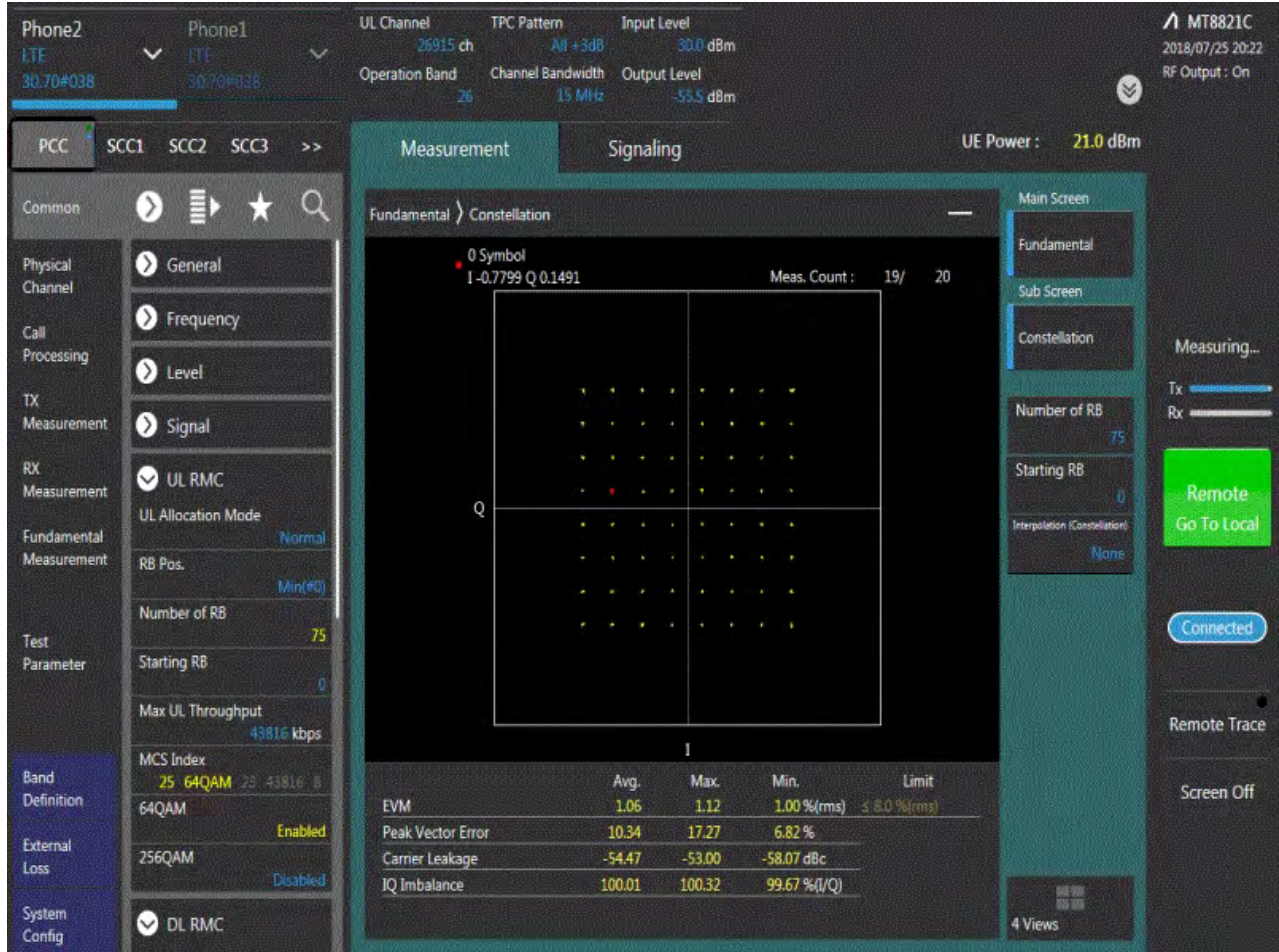 Phone2
LTE
30.70#038
Phone1
LTE
30.70#038
UL Channel
26915 ch
TPC Pattern
All +3dB
Input Level
30.0 dBm
Operation Band
26
Channel Bandwidth
15 MHz
Output Level
-55.5 dBm
MT8821C
2018/07/25 20:22
RF Output : On
PCC
SCC1
SCC2
SCC3
>>
Measurement
Signaling
UE Power : 21.0 dBm
Common
Physical
Channel
Call
Processing
TX
Measurement
RX
Measurement
Fundamental
Measurement
Test
Parameter
Band
Definition
External
Loss
System
Config
General
Frequency
Level
Signal
UL RMC
UL Allocation Mode
Normal
RB Pos.
Min(#0)
Number of RB
75
Starting RB
0
Max UL Throughput
43816 kbps
MCS Index
25 64QAM 23 43816 8
64QAM
Enabled
256QAM
Disabled
DL RMC
Fundamental > Constellation
0 Symbol
I -0.7799 Q 0.1491
Meas. Count : 19/ 20
Q
I
Avg. Max. Min. Limit
EVM 1.06 1.12 1.00 %(rms) ≤ 8.0 %(rms)
Peak Vector Error 10.34 17.27 6.82 %
Carrier Leakage -54.47 -53.00 -58.07 dBc
IQ Imbalance 100.01 100.32 99.67 %(I/Q)
Main Screen
Fundamental
Sub Screen
Constellation
Number of RB
75
Starting RB
0
Interpolation (Constellation)
None
4 Views
Measuring...
Tx
Rx
Remote
Go To Local
Connected
Remote Trace
Screen Off